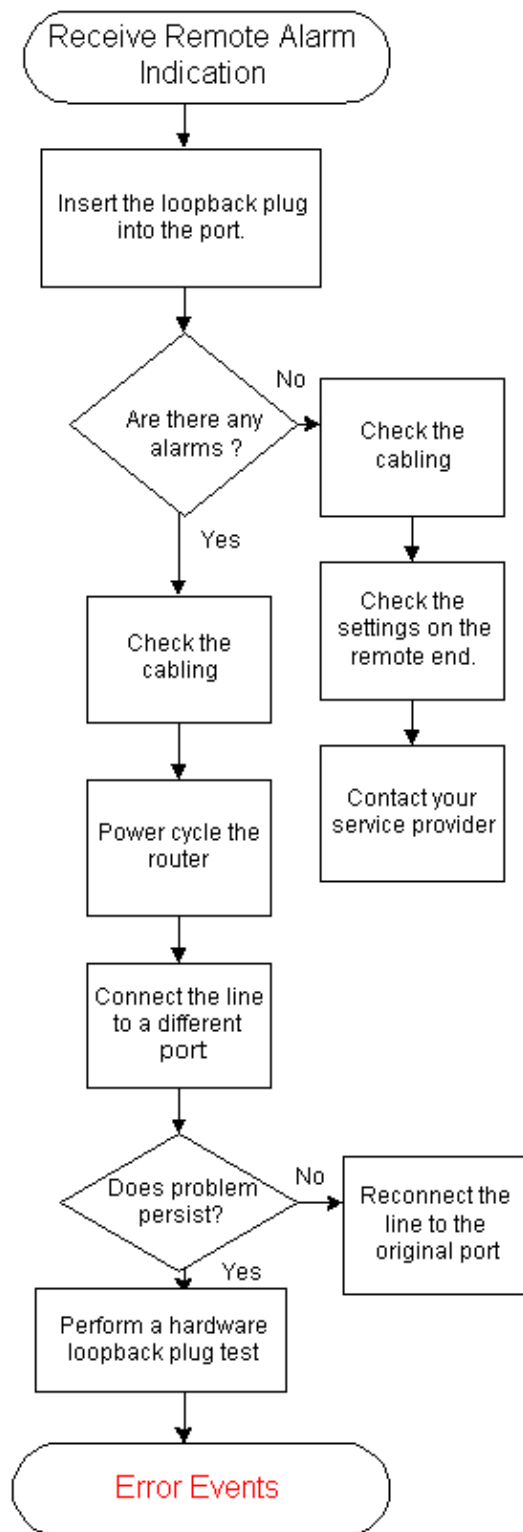 Receive Remote Alarm
Indication
Insert the loopback plug
into the port.
Are there any
alarms ?
No
Check the
cabling
Check the
settings on the
remote end.
Contact your
service provider
Yes
Check the
cabling
Power cycle the
router
Connect the line
to a different
port
Does problem
persist?
No
Reconnect the
line to the
original port
Yes
Perform a hardware
loopback plug test
Error Events